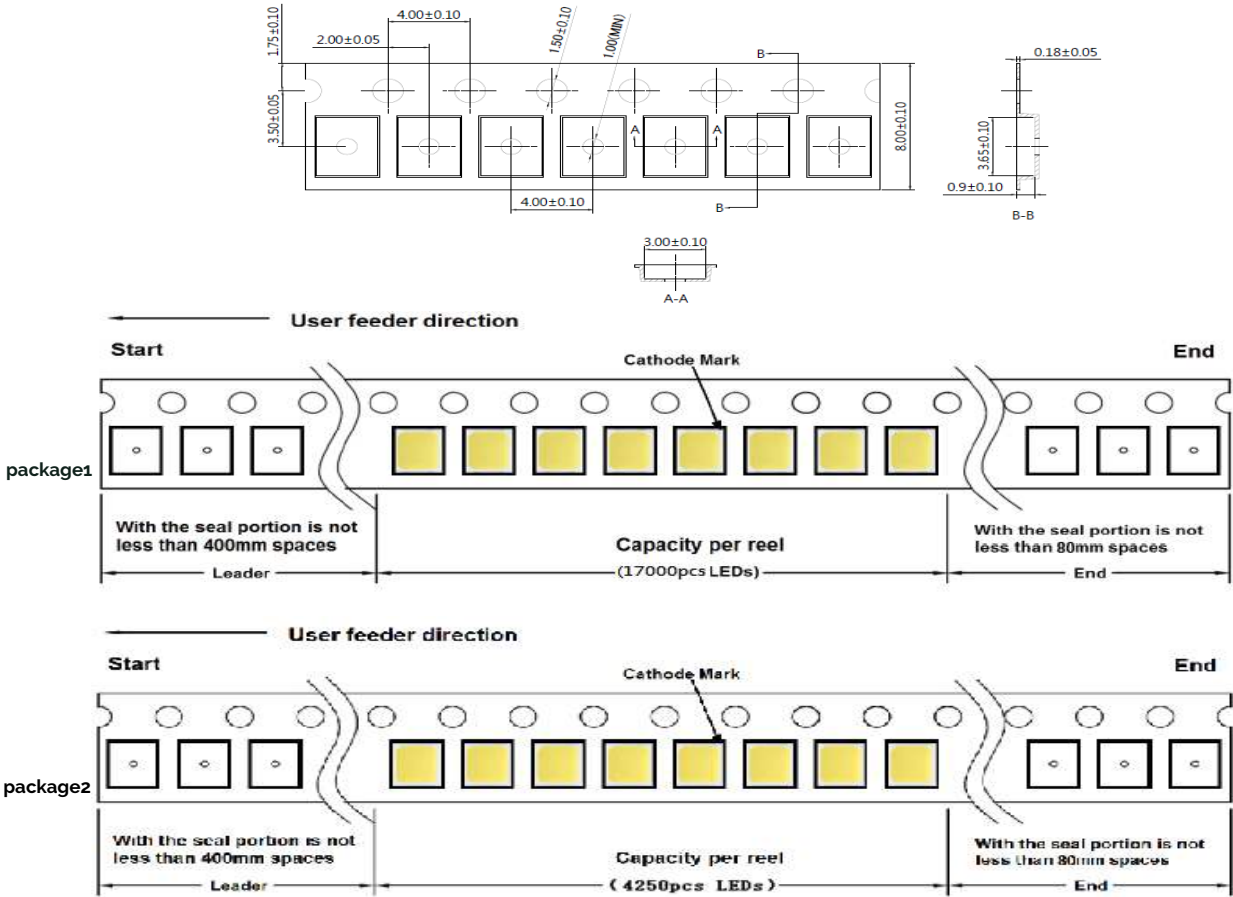 4.00±0.10
1.75±0.10
2.00±0.05
1.50±0.10
1.00(MIN)
B
0.18±0.05
3.50±0.05
A
A
8.00±0.10
3.65±0.10
0.9±0.10
4.00±0.10
B
B-B
3.00±0.10
A-A
User feeder direction
Start
Cathode Mark
End
package1
With the seal portion is not
less than 400mm spaces
Capacity per reel
With the seal portion is not
less than 80mm spaces
Leader
(17000pcs LEDs)
End
User feeder direction
Start
Cathode Mark
End
package2
With the seal portion is not
less than 400mm spaces
Capacity per reel
With the seal portion is not
less than 80mm spaces
Leader
(4250pcs LEDs)
End